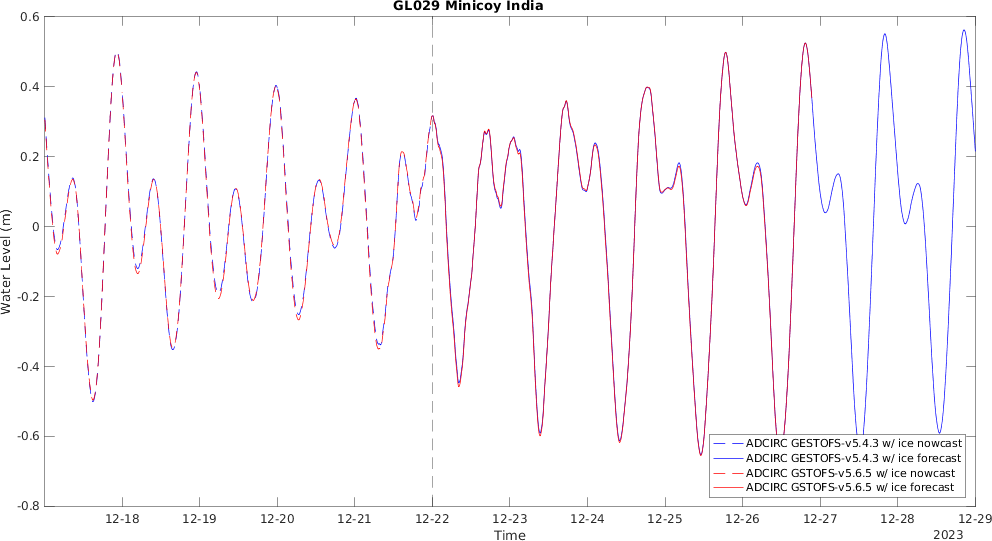 GL029 Minicoy India
0.6
0.4
0.2
0
-0.2
-0.4
-0.6
-0.8
Water Level (m)
ADCIRC GESTOFS-v5.4.3 w/ ice nowcast
ADCIRC GESTOFS-v5.4.3 w/ ice forecast
ADCIRC GSTOFS-v5.6.5 w/ ice nowcast
ADCIRC GSTOFS-v5.6.5 w/ ice forecast
12-18 12-19 12-20 12-21 12-22 12-23 12-24 12-25 12-26 12-27 12-28 12-29
Time
2023